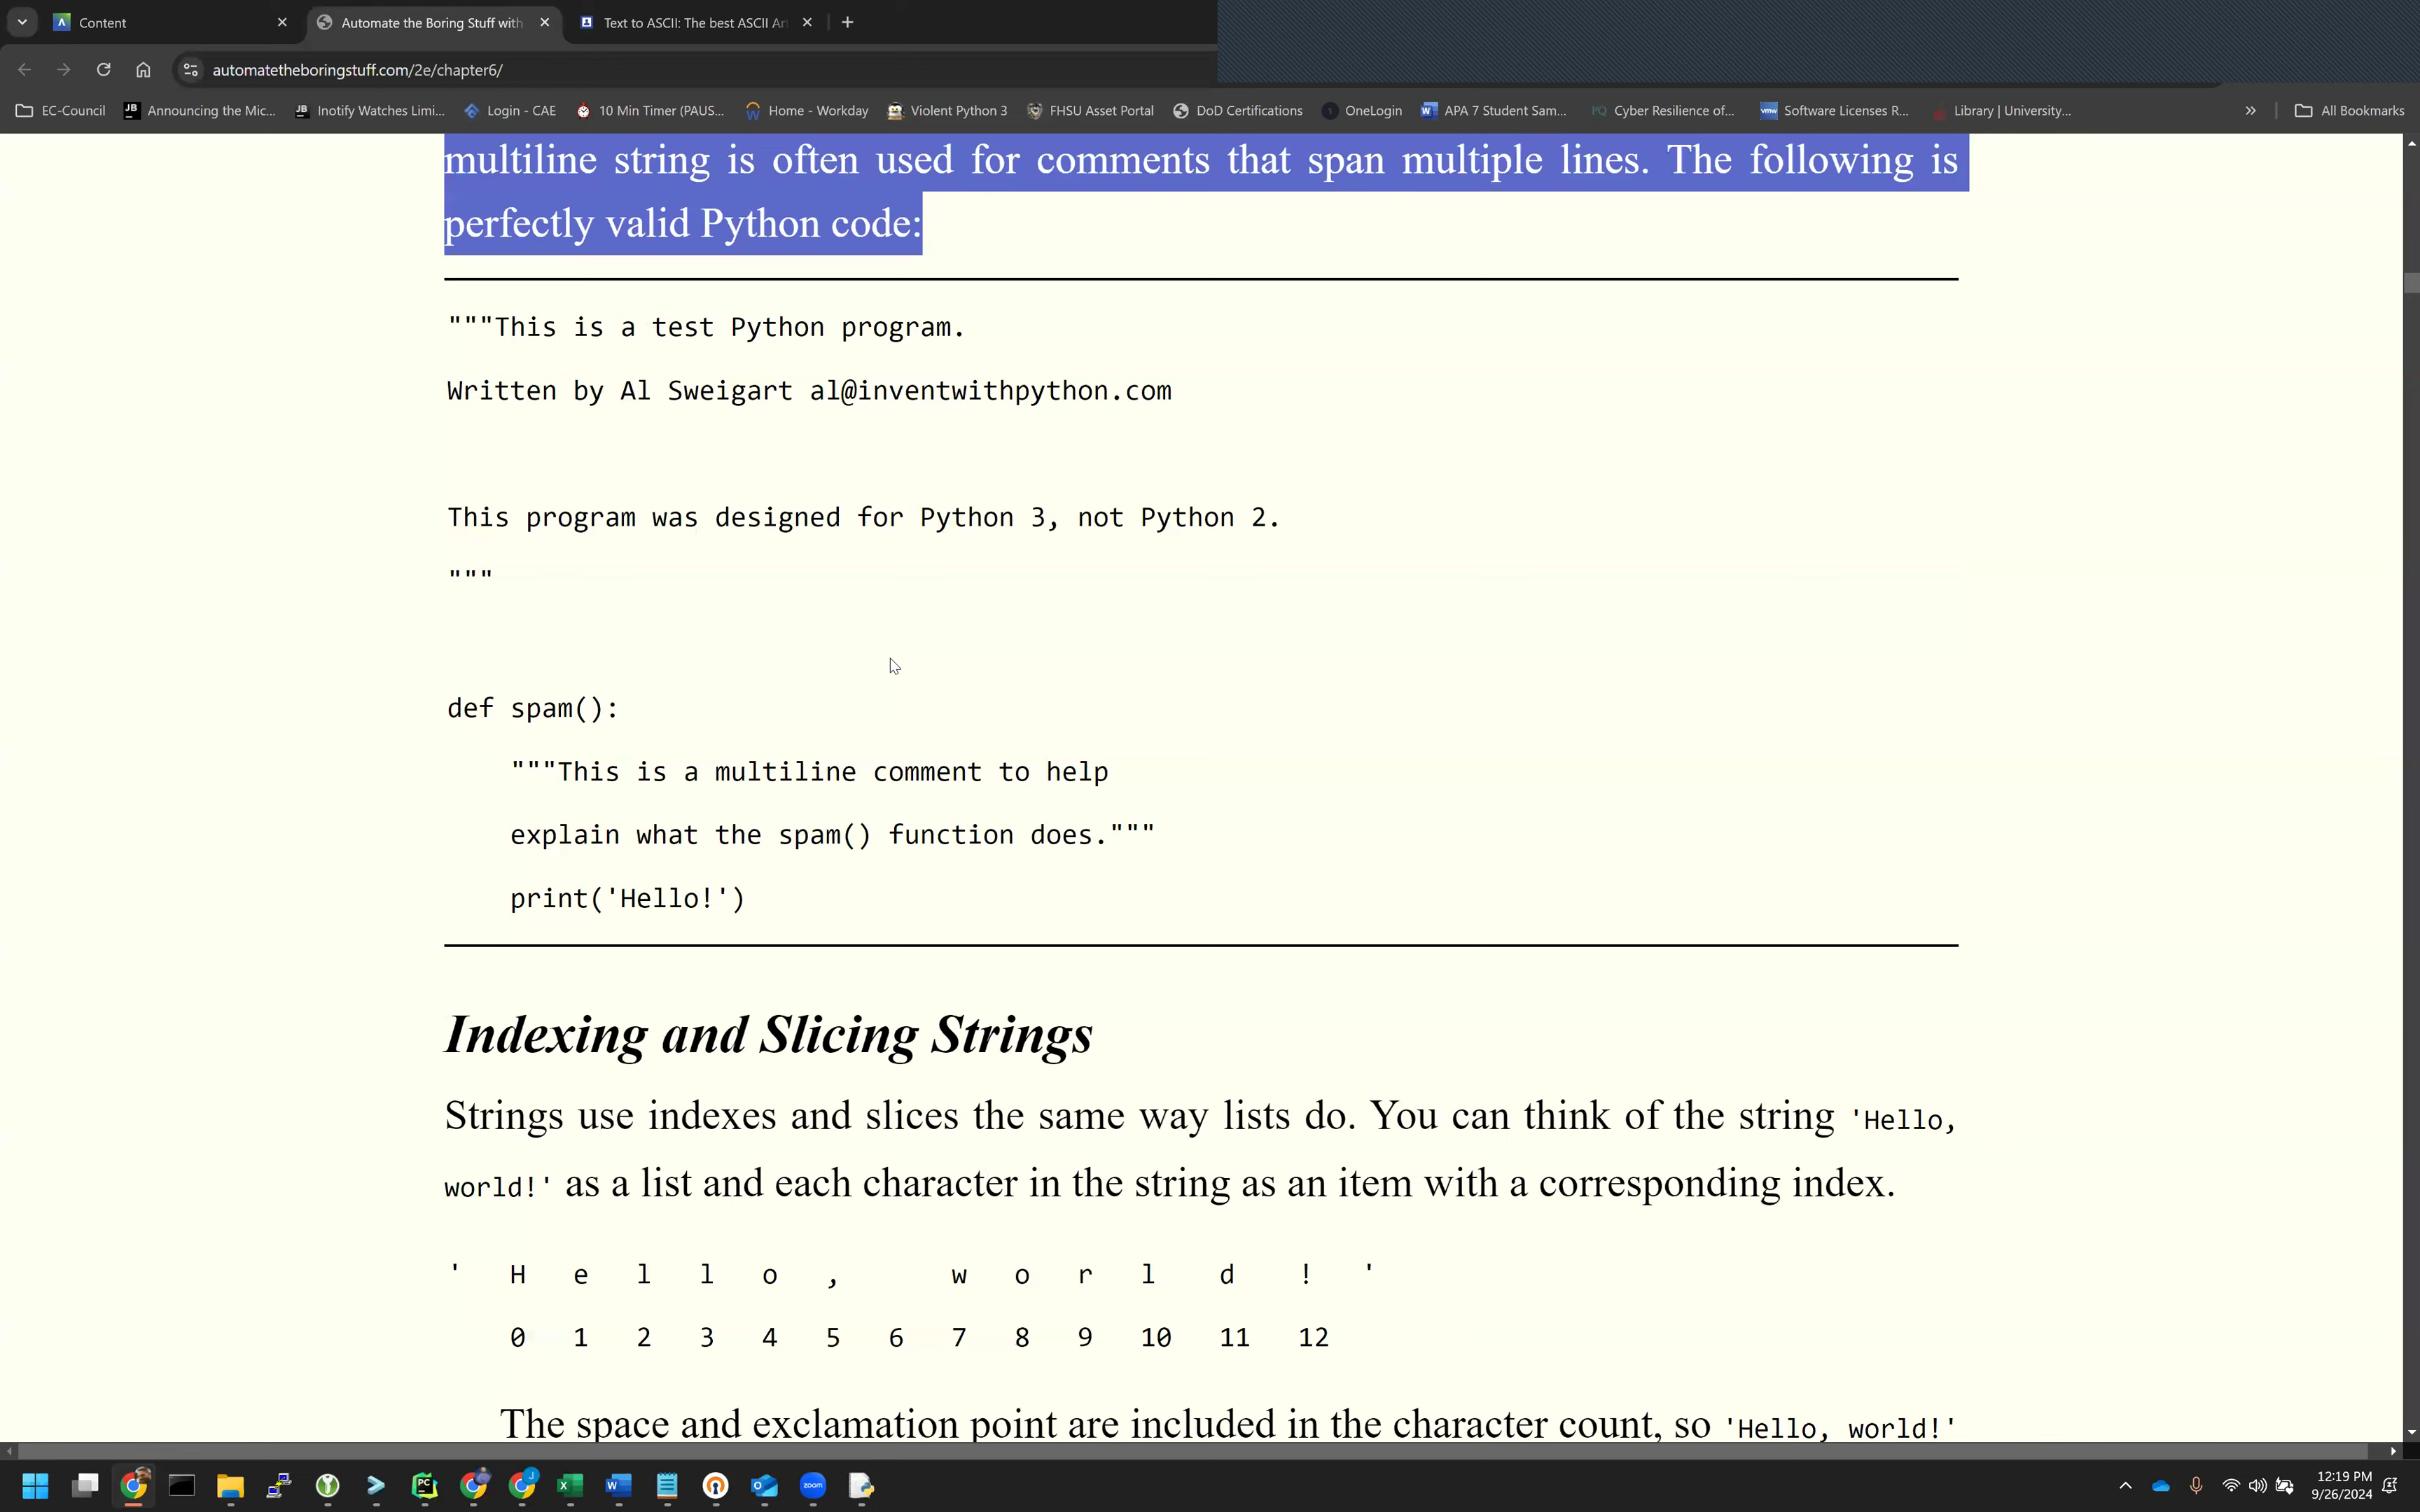 Content
Automate the Boring Stuff with
Text to ASCII: The best ASCII Ar
automatetheboringstuff.com/2e/chapter6/
EC-Council
Announcing the Mic...
Inotify Watches Limi...
Login - CAE
10 Min Timer (PAUS...
Home - Workday
Violent Python 3
FHSU Asset Portal
DoD Certifications
OneLogin
APA 7 Student Sam...
Cyber Resilience of...
Software Licenses R...
Library | University...
All Bookmarks
multiline string is often used for comments that span multiple lines. The following is
perfectly valid Python code:
"""This is a test Python program.
Written by Al Sweigart al@inventwithpython.com
This program was designed for Python 3, not Python 2.
"""
def spam():
"""This is a multiline comment to help
explain what the spam() function does."""
print('Hello!')
Indexing and Slicing Strings
Strings use indexes and slices the same way lists do. You can think of the string 'Hello,
world!' as a list and each character in the string as an item with a corresponding index.
' H e l l o , w o r l d ! '
0 1 2 3 4 5 6 7 8 9 10 11 12
The space and exclamation point are included in the character count, so 'Hello, world!'
12:19 PM
9/26/2024